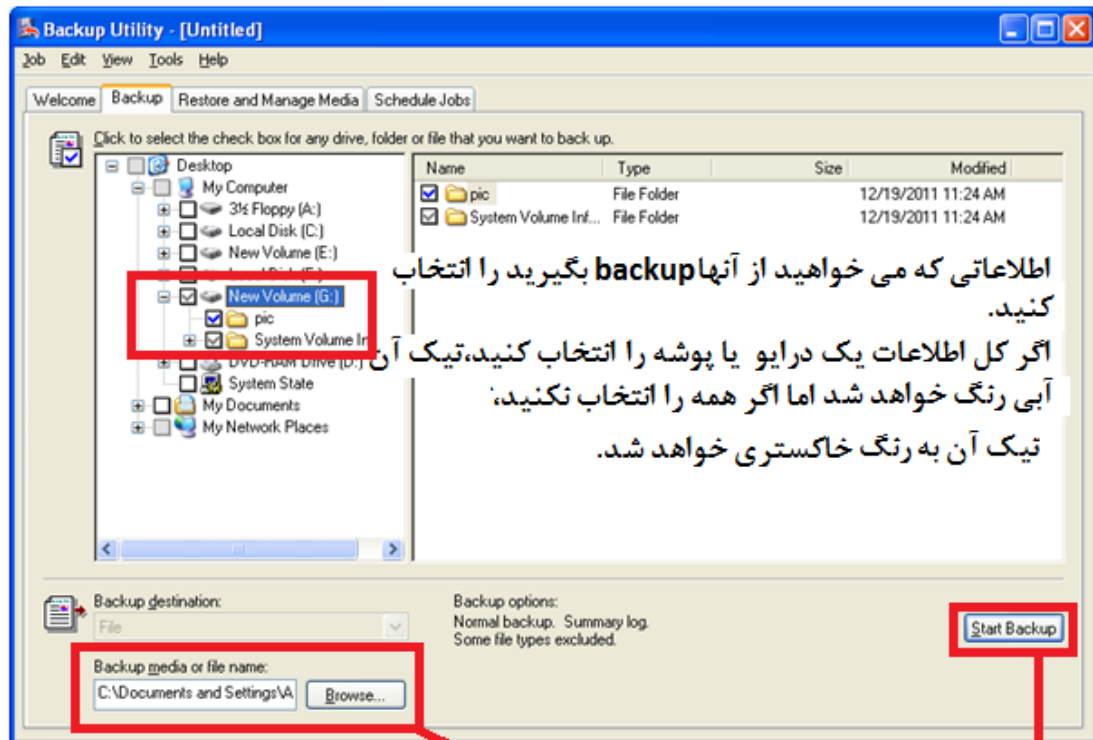 Backup Utility - [Untitled]
Job Edit View Tools Help
Welcome Backup Restore and Manage Media Schedule Jobs
Click to select the check box for any drive, folder or file that you want to back up.
Desktop
My Computer
3½ Floppy (A:)
Local Disk (C:)
New Volume (E:)
New Volume (G:)
pic
System Volume In
DVD-RAM Drive (D:)
System State
My Documents
My Network Places
Name Type Size Modified
pic File Folder 12/19/2011 11:24 AM
System Volume Inf... File Folder 12/19/2011 11:24 AM
اطلاعاتی که می خواهید از آنهاbackup بگیرید را انتخاب
کنید.
اگر کل اطلاعات یک درایو یا پوشه را انتخاب کنید،تیک آن
آبی رنگ خواهد شد اما اگر همه را انتخاب نکنید،
تیک آن به رنگ خاکستری خواهد شد.
Backup destination:
File
Backup media or file name:
C:\Documents and Settings\A Browse...
Backup options:
Normal backup. Summary log.
Some file types excluded.
Start Backup